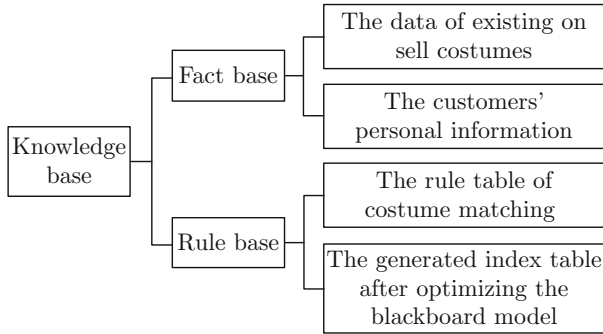 Knowledge
base
Fact base
The data of existing on
sell costumes
The customers'
personal information
Rule base
The rule table of
costume matching
The generated index table
after optimizing the
blackboard model